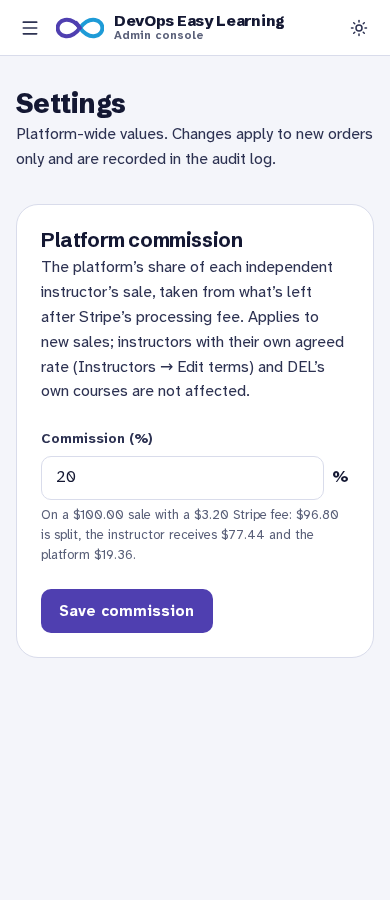 DevOps Easy Learning
Admin console
Settings
Platform-wide values. Changes apply to new orders
only and are recorded in the audit log.
Platform commission
The platform’s share of each independent
instructor’s sale, taken from what’s left
after Stripe’s processing fee. Applies to
new sales; instructors with their own agreed
rate (Instructors → Edit terms) and DEL’s
own courses are not affected.
Commission (%)
20
%
On a $100.00 sale with a $3.20 Stripe fee: $96.80
is split, the instructor receives $77.44 and the
platform $19.36.
Save commission